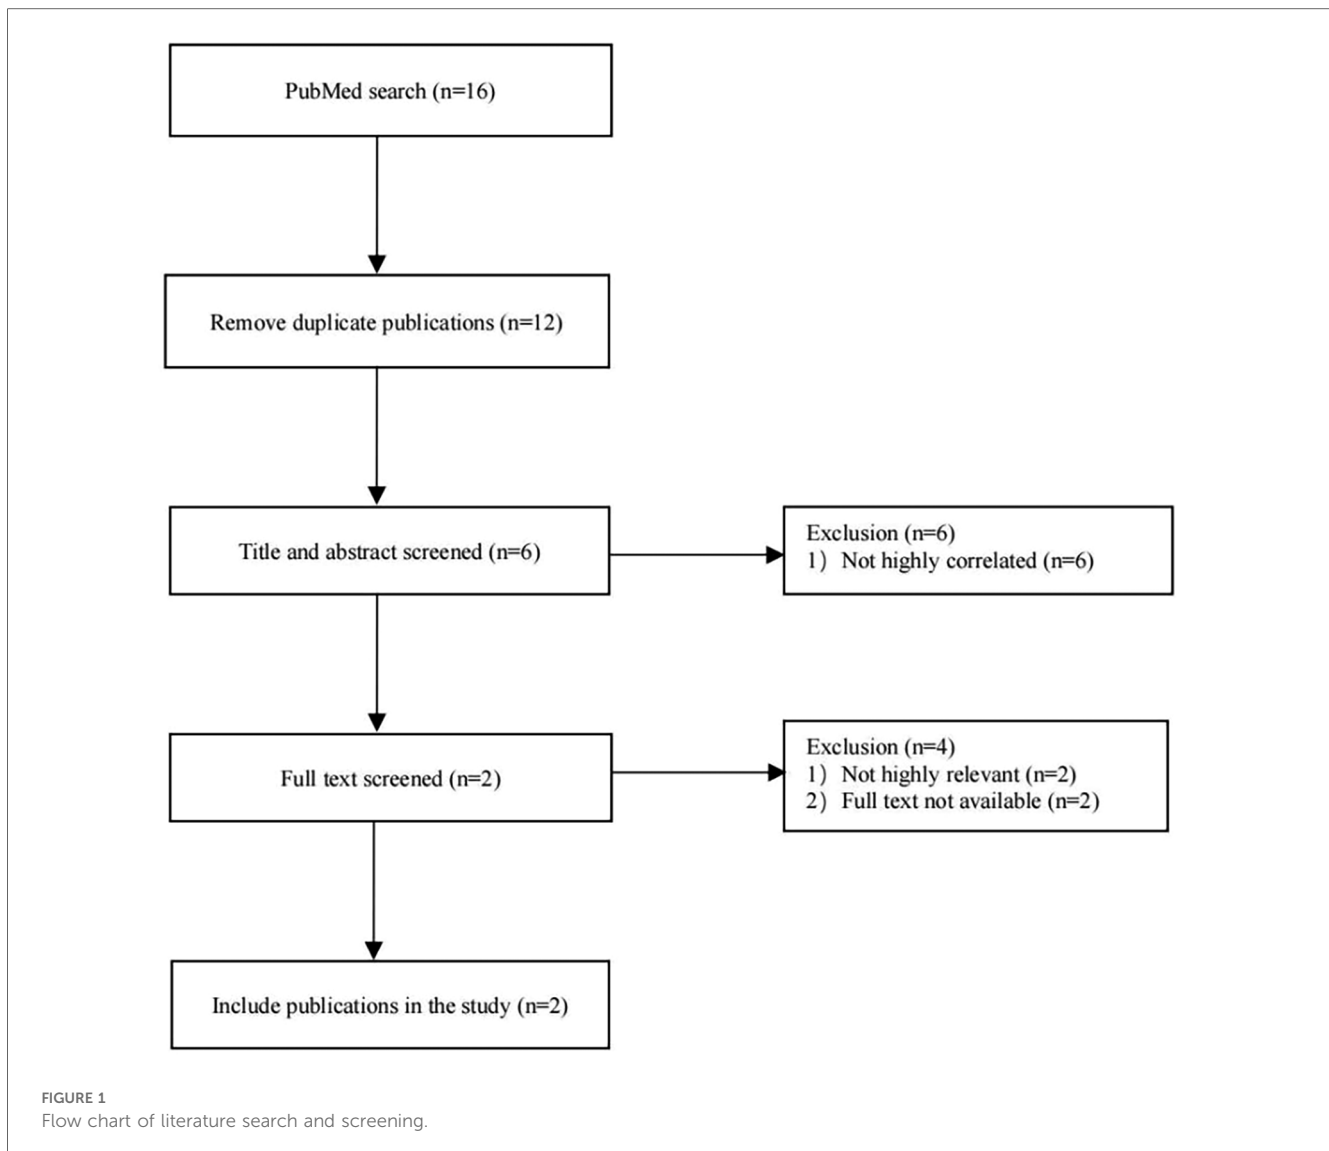 PubMed search (n=16)
Remove duplicate publications (n=12)
Title and abstract screened (n=6)
Exclusion (n=6)
1) Not highly correlated (n=6)
Full text screened (n=2)
Exclusion (n=4)
1) Not highly relevant (n=2)
2) Full text not available (n=2)
Include publications in the study (n=2)
FIGURE 1
Flow chart of literature search and screening.